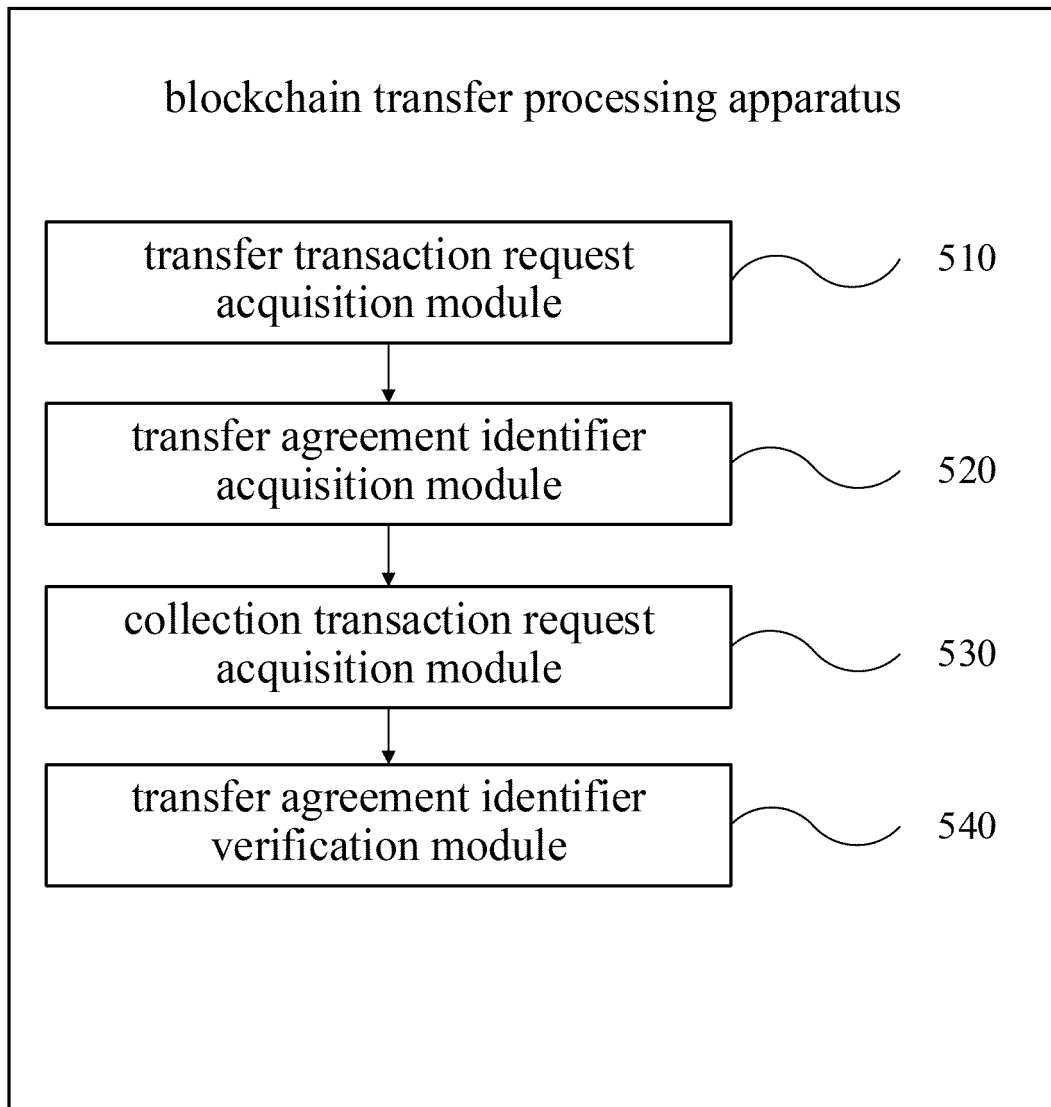 blockchain transfer processing apparatus
transfer transaction request
acquisition module
510
transfer agreement identifier
acquisition module
520
collection transaction request
acquisition module
530
transfer agreement identifier
verification module
540